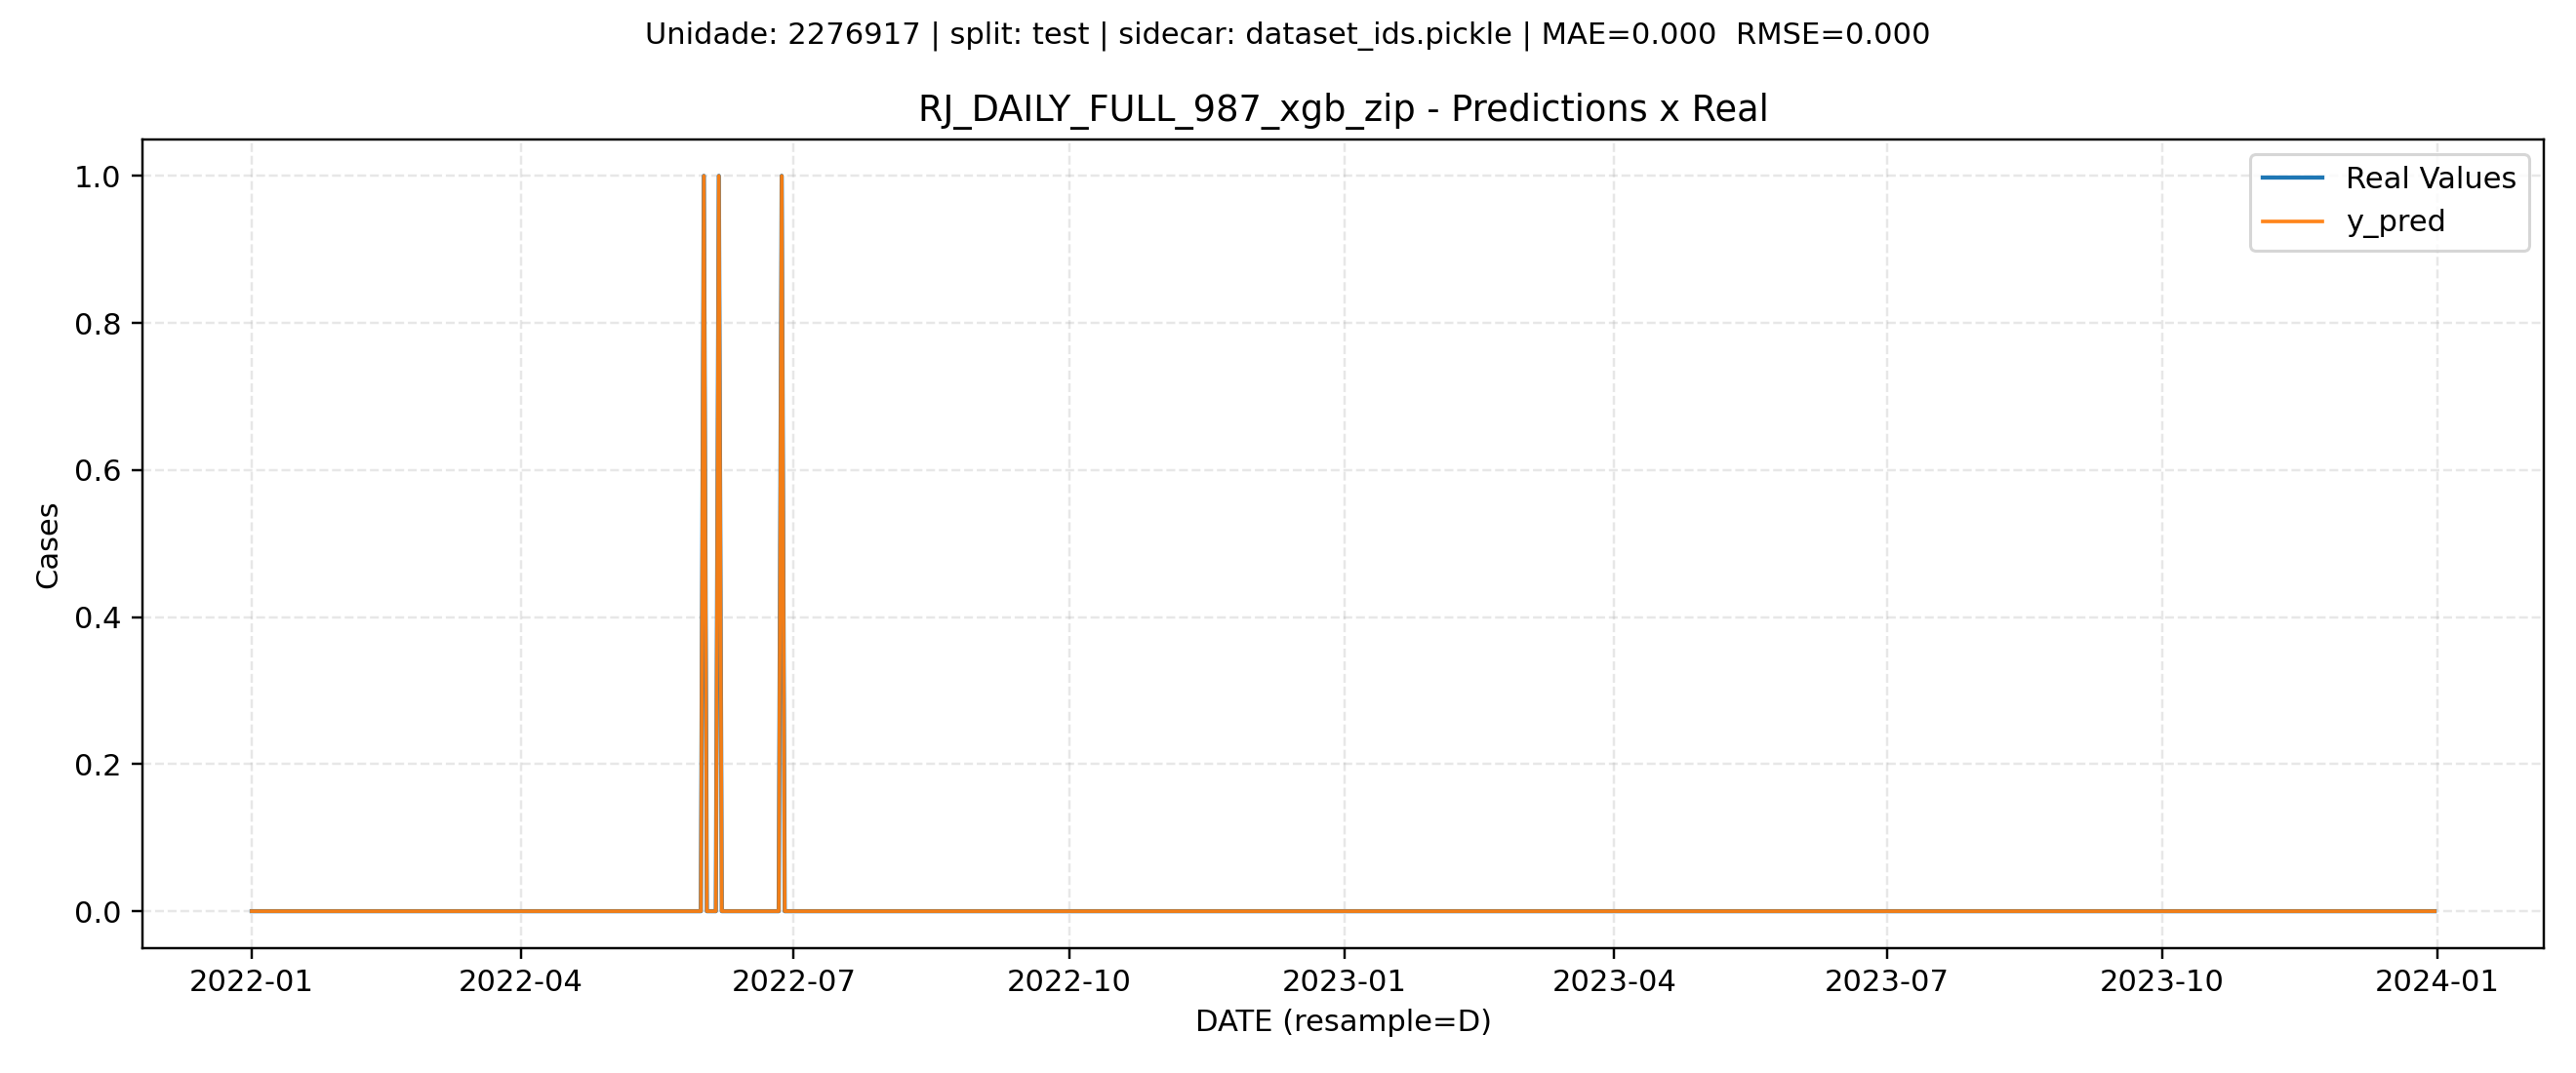 Unidade: 2276917 | split: test | sidecar: dataset_ids.pickle | MAE=0.000  RMSE=0.000
RJ_DAILY_FULL_987_xgb_zip - Predictions x Real
Real Values
y_pred
1.0
0.8
0.6
0.4
0.2
0.0
Cases
2022-01 2022-04 2022-07 2022-10 2023-01 2023-04 2023-07 2023-10 2024-01
DATE (resample=D)